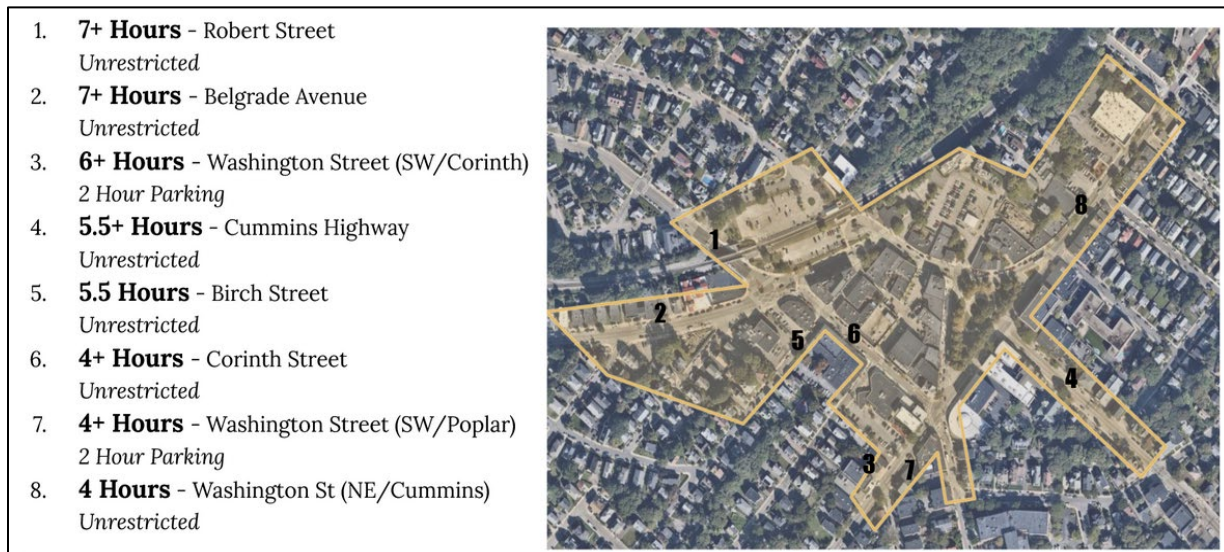 1. 7+ Hours - Robert Street
Unrestricted
2. 7+ Hours - Belgrade Avenue
Unrestricted
3. 6+ Hours - Washington Street (SW/Corinth)
2 Hour Parking
4. 5.5+ Hours - Cummins Highway
Unrestricted
5. 5.5 Hours - Birch Street
Unrestricted
6. 4+ Hours - Corinth Street
Unrestricted
7. 4+ Hours - Washington Street (SW/Poplar)
2 Hour Parking
8. 4 Hours - Washington St (NE/Cummins)
Unrestricted
8
1
2
5
6
4
3
7